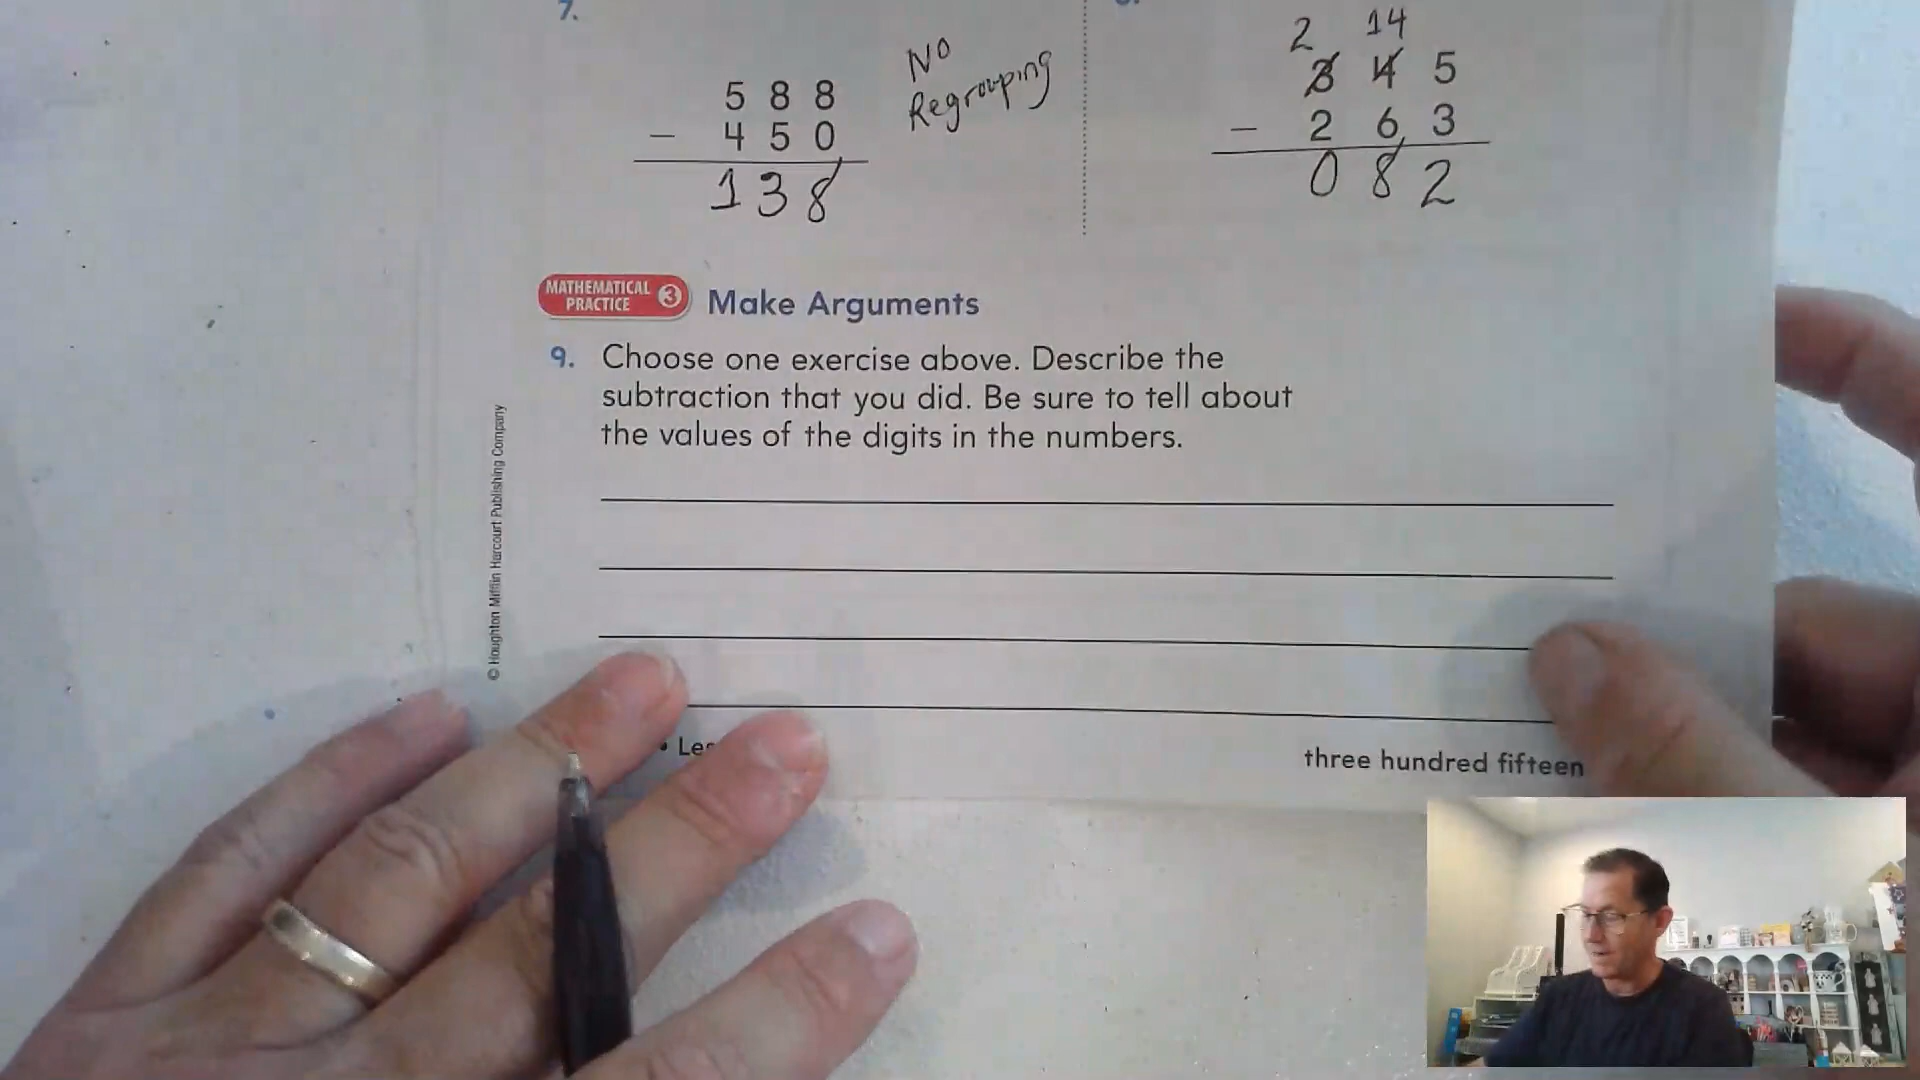 7.
5 8 8
- 4 5 0
1 3 8
No
Regrouping
2 14
3 4 5
- 2 6 3
0 8 2
MATHEMATICAL
PRACTICE 3
Make Arguments
9. Choose one exercise above. Describe the
subtraction that you did. Be sure to tell about
the values of the digits in the numbers.
© Houghton Mifflin Harcourt Publishing Company
three hundred fifteen